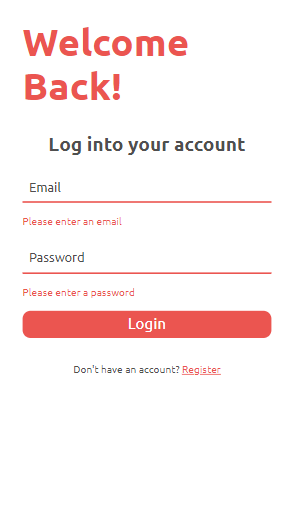 Welcome
Back!
Log into your account
Email
Please enter an email
Password
Please enter a password
Login
Don't have an account? Register